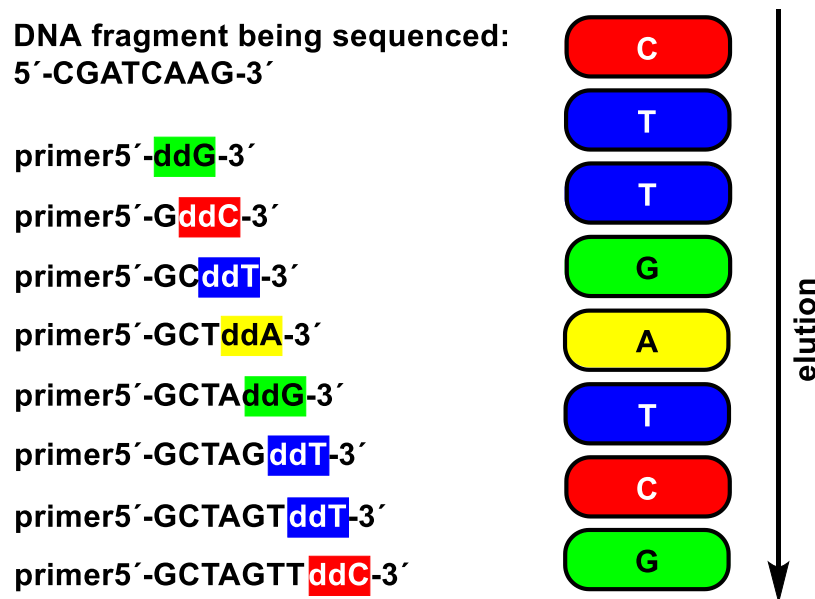 DNA fragment being sequenced:
5´-CGATCAAG-3´
primer5´-ddG-3´
primer5´-GddC-3´
primer5´-GCddT-3´
primer5´-GCTddA-3´
primer5´-GCTAddG-3´
primer5´-GCTAGddT-3´
primer5´-GCTAGTddT-3´
primer5´-GCTAGTTddC-3´
C
T
T
G
A
T
C
G
elution